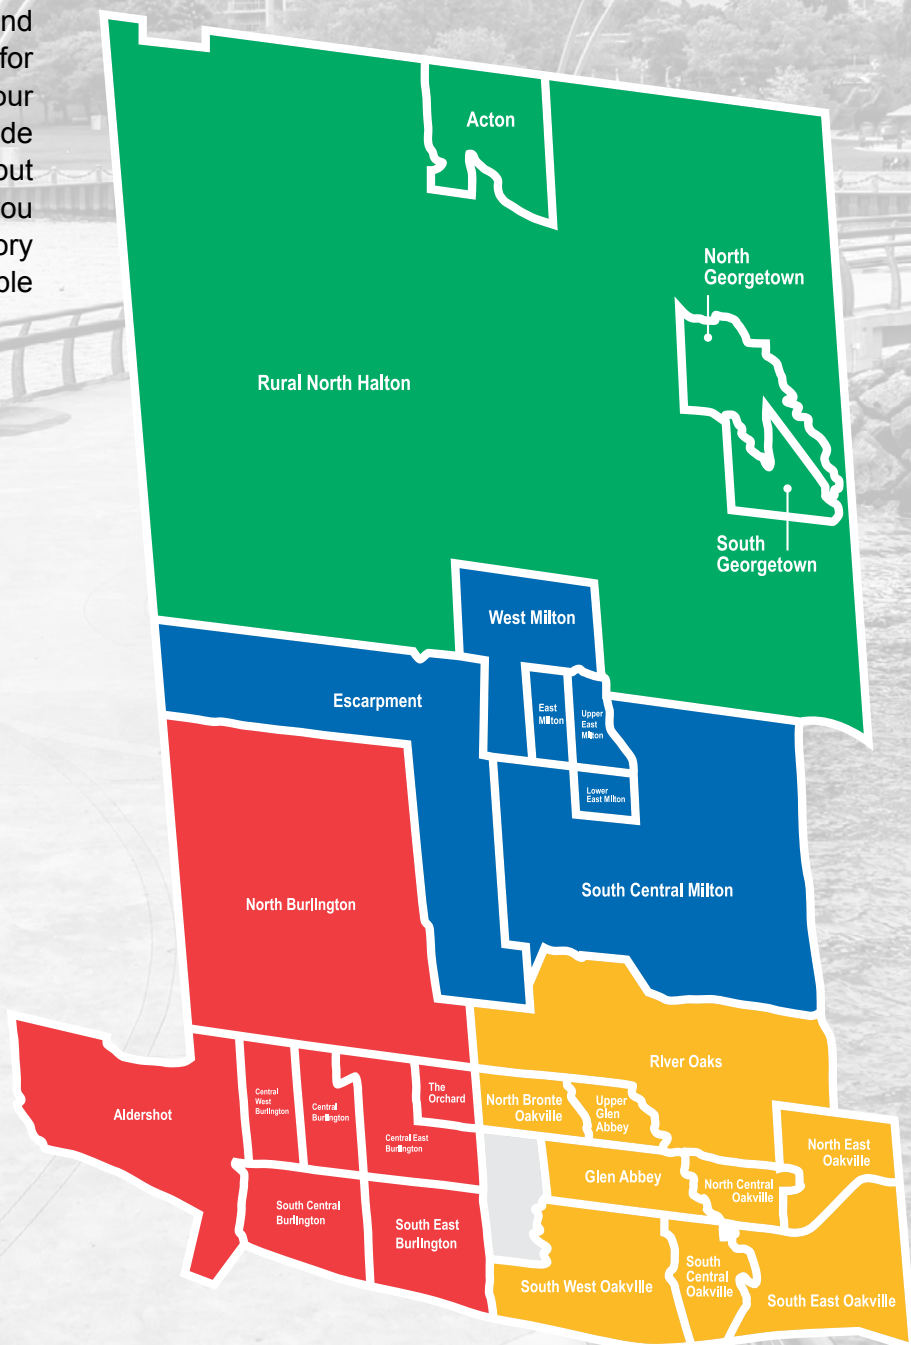 nd
for
our
de
out
ou
ory
ble
Acton
North
Georgetown
Rural North Halton
South
Georgetown
West Milton
Escarpment
East
Milton
Upper
East
Milton
Lower
East Milton
South Central Milton
North Burlington
River Oaks
The
Orchard
Central
West
Burlington
Central
Burlington
North Bronte
Oakville
Upper
Glen
Abbey
Aldershot
Central East
Burlington
North East
Oakville
Glen Abbey
North Central
Oakville
South Central
Burlington
South East
Burlington
South West Oakville
South
Central
Oakville
South East Oakville